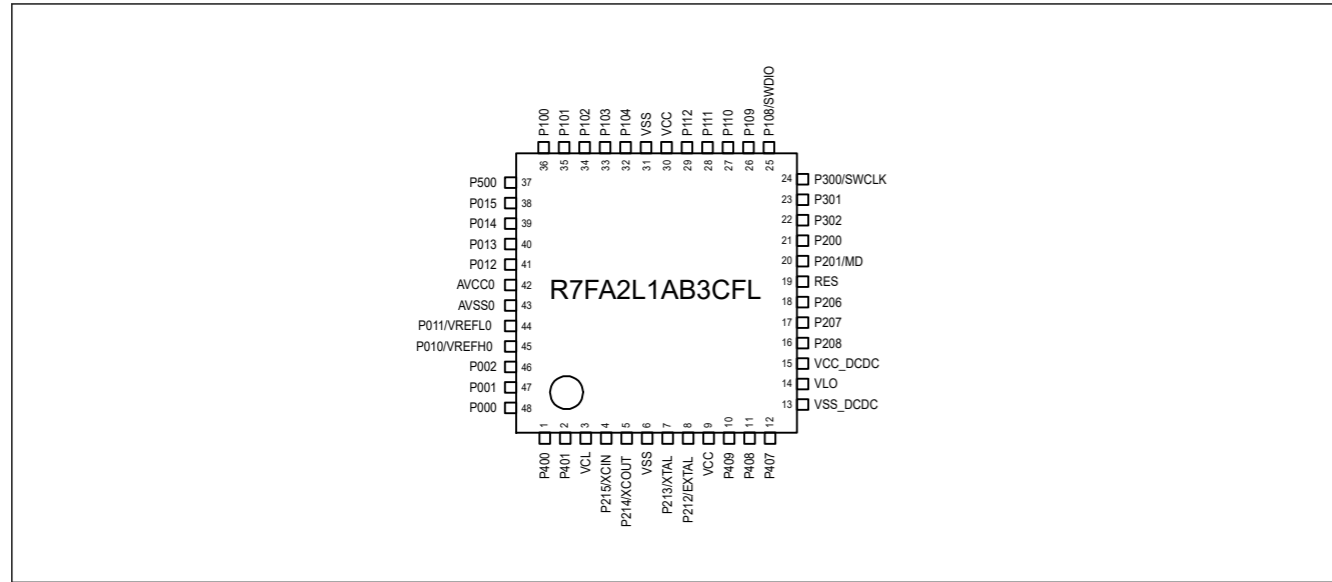 P100
P101
P102
P103
P104
VSS
VCC
P112
P111
P110
P109
P108/SWDIO
36
35
34
33
32
31
30
29
28
27
26
25
P500 37
P015 38
P014 39
P013 40
P012 41
AVCC0 42
AVSS0 43
P011/VREFL0 44
P010/VREFH0 45
P002 46
P001 47
P000 48
R7FA2L1AB3CFL
24 P300/SWCLK
23 P301
22 P302
21 P200
20 P201/MD
19 RES
18 P206
17 P207
16 P208
15 VCC_DCDC
14 VLO
13 VSS_DCDC
1
2
3
4
5
6
7
8
9
10
11
12
P400
P401
VCL
P215/XCIN
P214/XCOUT
VSS
P213/XTAL
P212/EXTAL
VCC
P409
P408
P407